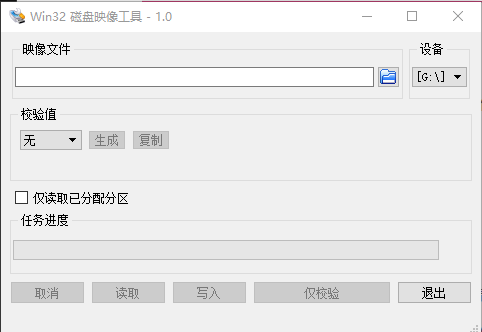 Win32 磁盘映像工具 - 1.0
映像文件
设备
[G:\]
校验值
无
生成
复制
仅读取已分配分区
任务进度
取消
读取
写入
仅校验
退出